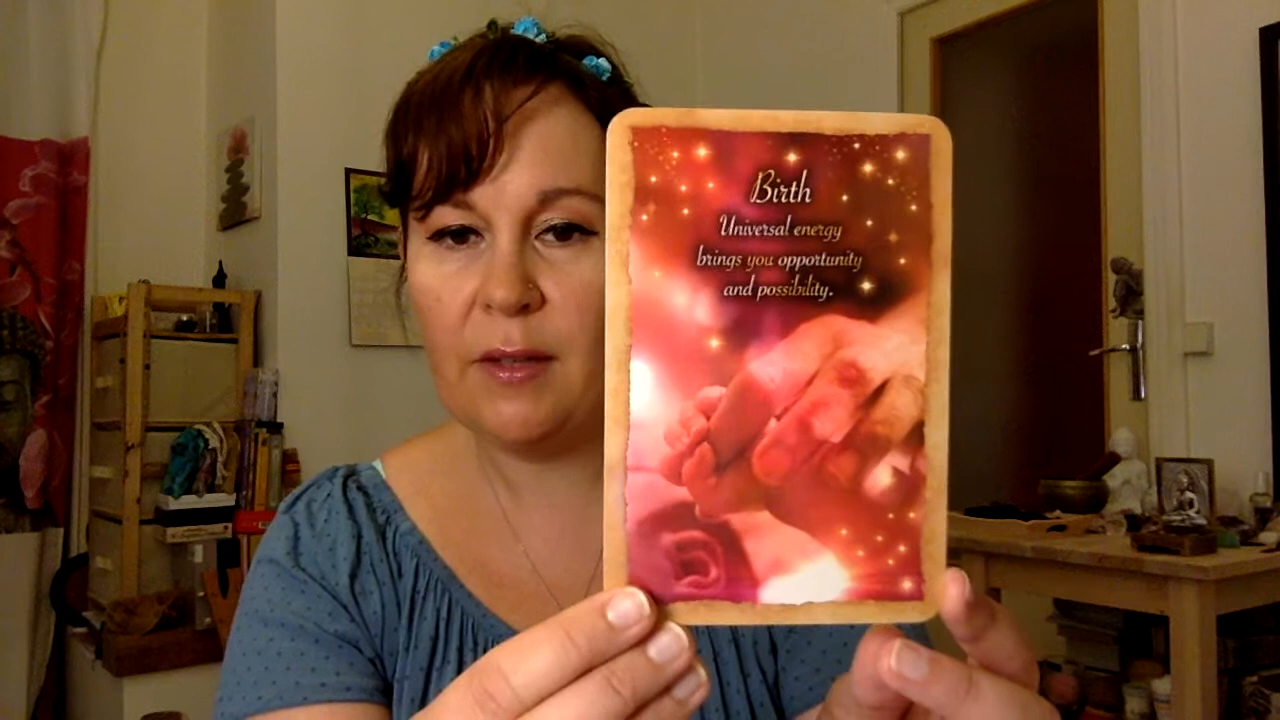 Birth
Universal energy
brings you opportunity
and possibility.